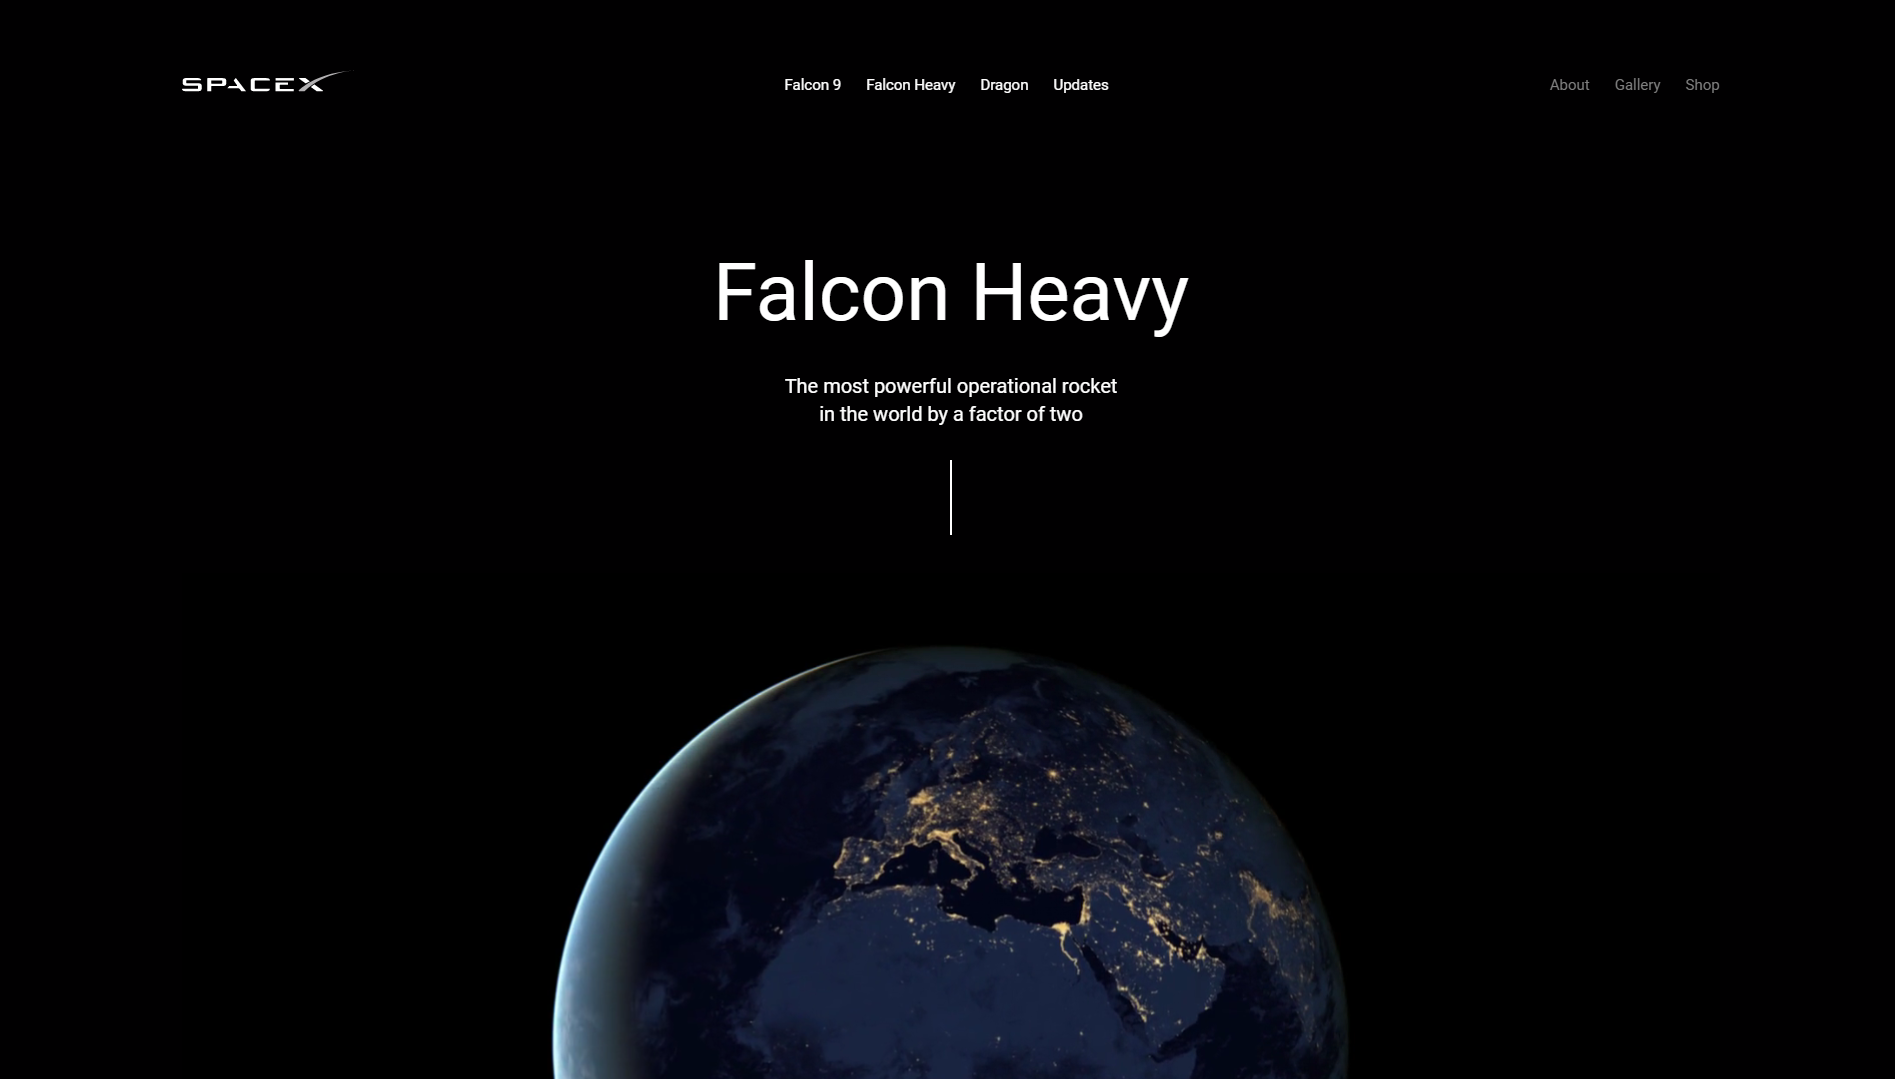 SPACEX
Falcon 9 Falcon Heavy Dragon Updates
About Gallery Shop
Falcon Heavy
The most powerful operational rocket
in the world by a factor of two